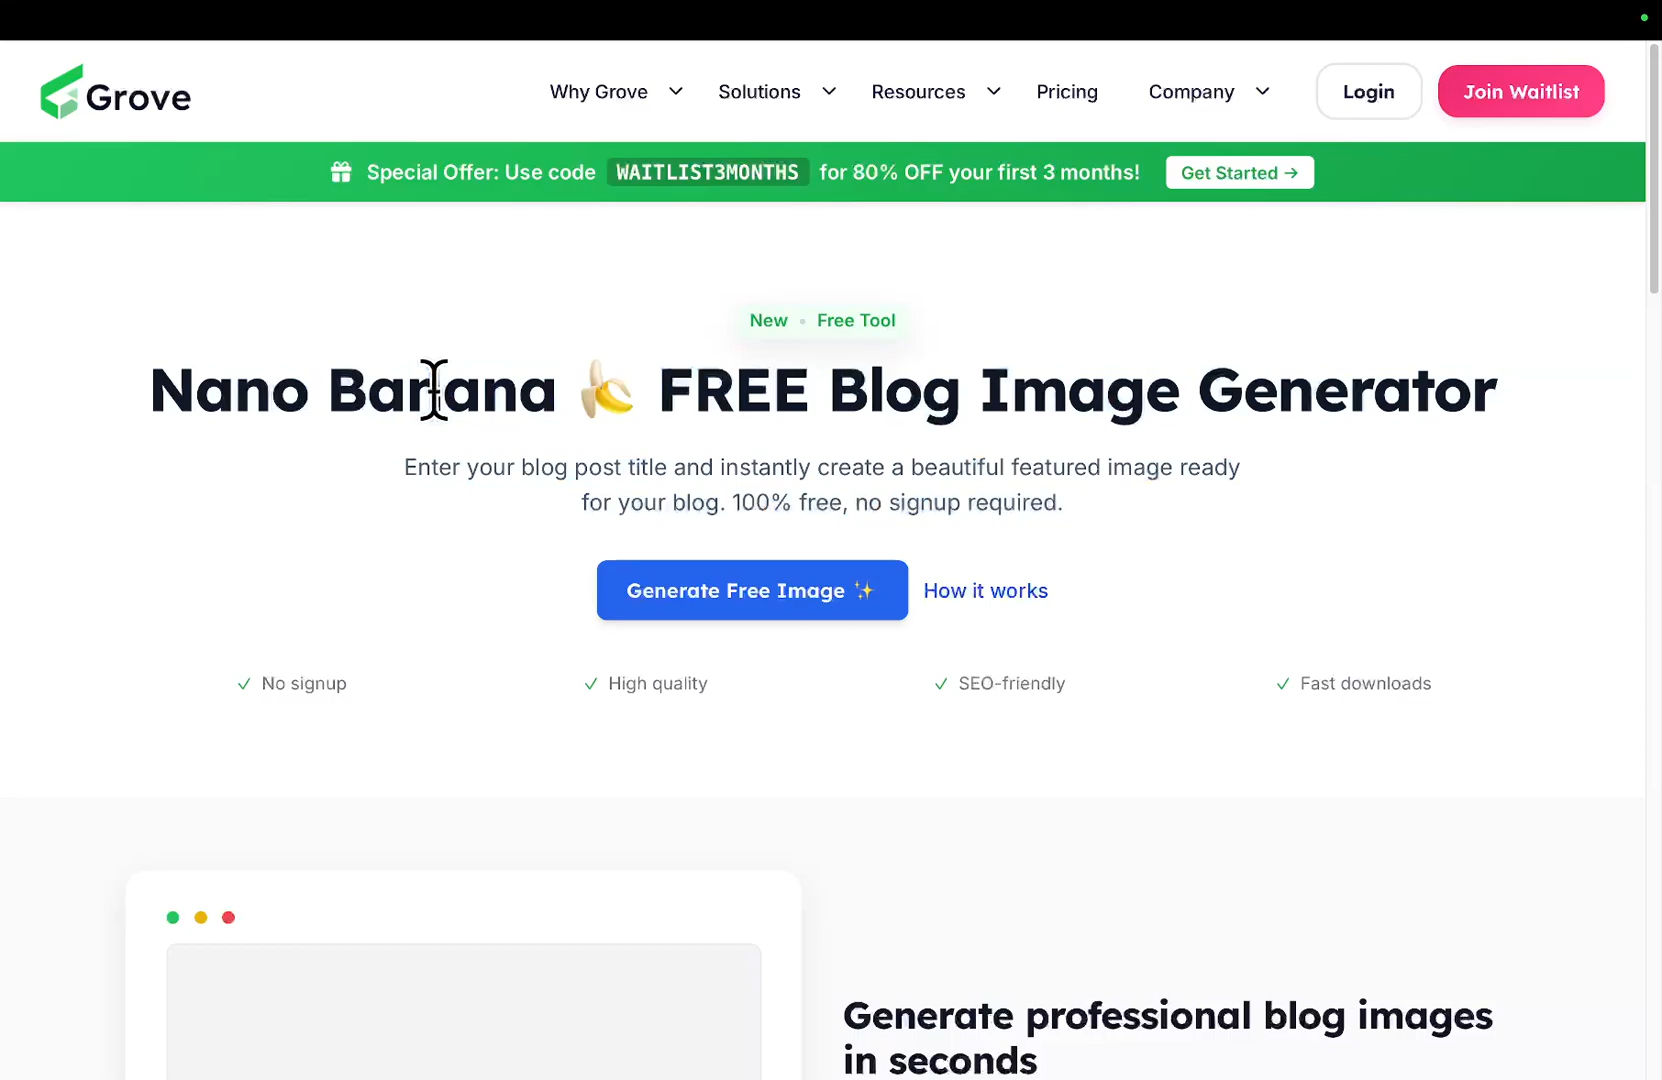 Grove
Why Grove
Solutions
Resources
Pricing
Company
Login
Join Waitlist
Special Offer: Use code WAITLIST3MONTHS for 80% OFF your first 3 months!
Get Started →
New • Free Tool
Nano Banana 🍌 FREE Blog Image Generator
Enter your blog post title and instantly create a beautiful featured image ready
for your blog. 100% free, no signup required.
Generate Free Image ✨
How it works
✓ No signup
✓ High quality
✓ SEO-friendly
✓ Fast downloads
Generate professional blog images
in seconds